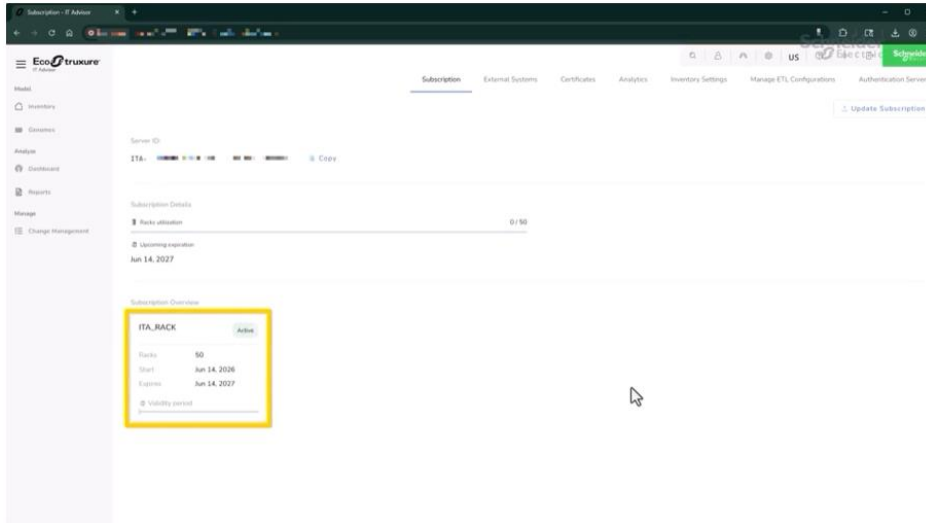 Subscription - IT Advisor
EcoStruxure
IT Advisor
US
Schneider
Electric
Subscription External Systems Certificates Analytics Inventory Settings Manage ETL Configurations Authentication Server
Update Subscription
Model
Inventory
Genomes
Analyze
Dashboard
Reports
Manage
Change Management
Server ID:
ITA-
Copy
Subscription Details
Racks utilization
0 / 50
Upcoming expiration
Jun 14, 2027
Subscription Overview
ITA_RACK
Active
Racks 50
Start Jun 14, 2026
Expires Jun 14, 2027
Validity period